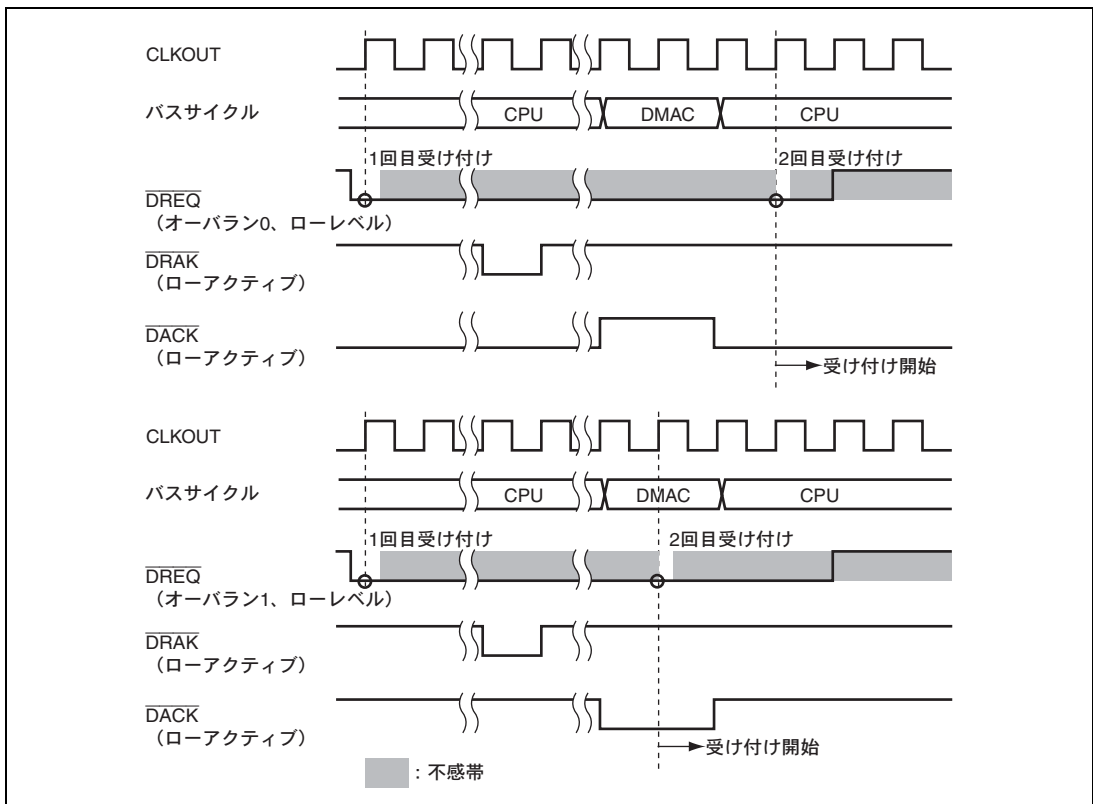 CLKOUT
バスサイクル CPU DMAC CPU
1回目受け付け 2回目受け付け
DREQ
(オーバラン0、ローレベル)
DRAK
(ローアクティブ)
DACK
(ローアクティブ)
受け付け開始
CLKOUT
バスサイクル CPU DMAC CPU
1回目受け付け 2回目受け付け
DREQ
(オーバラン1、ローレベル)
DRAK
(ローアクティブ)
DACK
(ローアクティブ)
受け付け開始
:不感帯